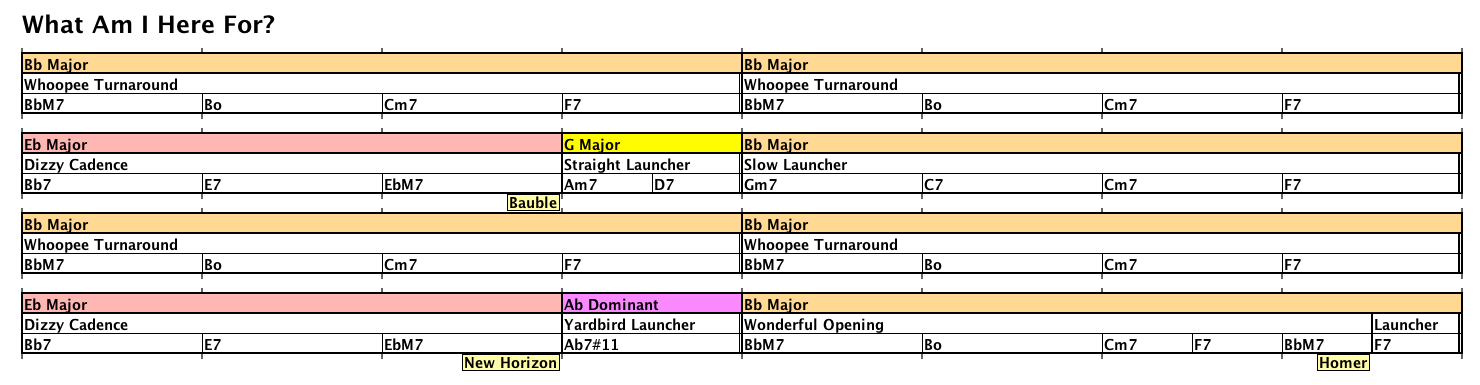 What Am I Here For?
Bb Major Bb Major
Whoopee Turnaround Whoopee Turnaround
BbM7 Bo Cm7 F7 BbM7 Bo Cm7 F7
Eb Major G Major Bb Major
Dizzy Cadence Straight Launcher Slow Launcher
Bb7 E7 EbM7 Am7 D7 Gm7 C7 Cm7 F7
Bauble
Bb Major Bb Major
Whoopee Turnaround Whoopee Turnaround
BbM7 Bo Cm7 F7 BbM7 Bo Cm7 F7
Eb Major Ab Dominant Bb Major
Dizzy Cadence Yardbird Launcher Wonderful Opening Launcher
Bb7 E7 EbM7 Ab7#11 BbM7 Bo Cm7 F7 BbM7 F7
New Horizon Homer